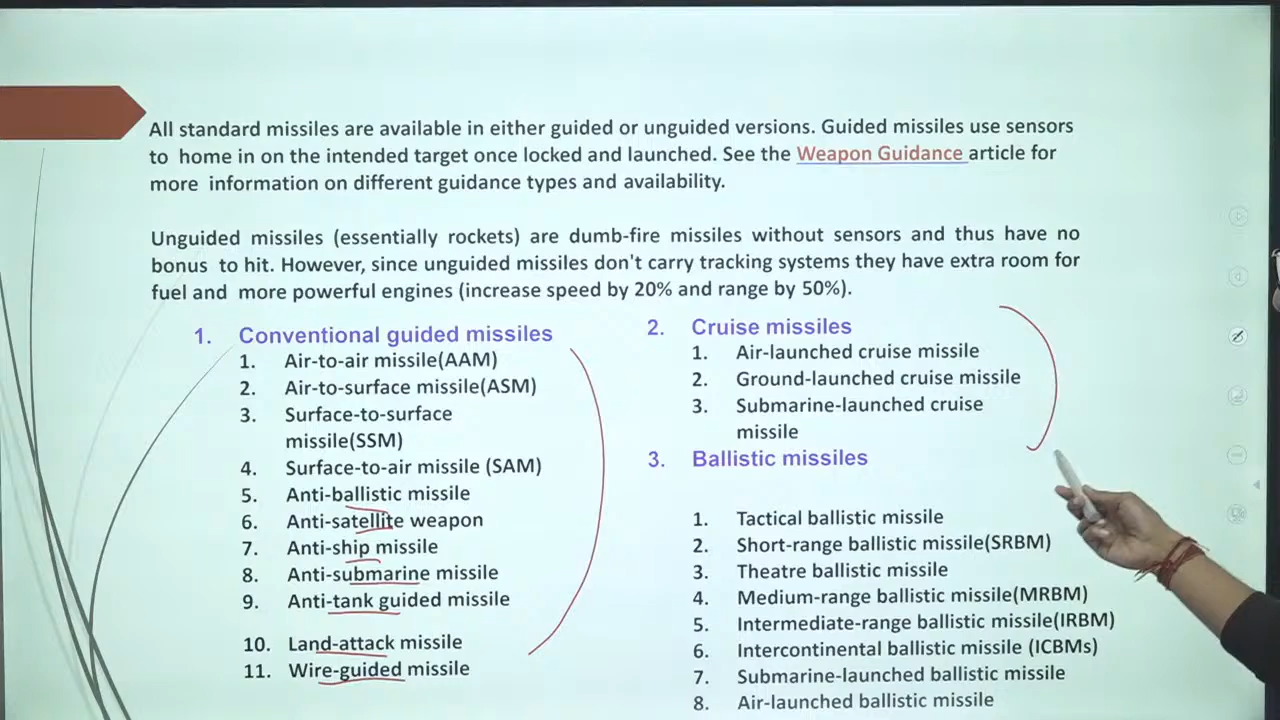 All standard missiles are available in either guided or unguided versions. Guided missiles use sensors
to home in on the intended target once locked and launched. See the Weapon Guidance article for
more information on different guidance types and availability.
Unguided missiles (essentially rockets) are dumb-fire missiles without sensors and thus have no
bonus to hit. However, since unguided missiles don't carry tracking systems they have extra room for
fuel and more powerful engines (increase speed by 20% and range by 50%).
1. Conventional guided missiles
1. Air-to-air missile(AAM)
2. Air-to-surface missile(ASM)
3. Surface-to-surface
missile(SSM)
4. Surface-to-air missile (SAM)
5. Anti-ballistic missile
6. Anti-satellite weapon
7. Anti-ship missile
8. Anti-submarine missile
9. Anti-tank guided missile
10. Land-attack missile
11. Wire-guided missile
2. Cruise missiles
1. Air-launched cruise missile
2. Ground-launched cruise missile
3. Submarine-launched cruise
missile
3. Ballistic missiles
1. Tactical ballistic missile
2. Short-range ballistic missile(SRBM)
3. Theatre ballistic missile
4. Medium-range ballistic missile(MRBM)
5. Intermediate-range ballistic missile(IRBM)
6. Intercontinental ballistic missile (ICBMs)
7. Submarine-launched ballistic missile
8. Air-launched ballistic missile